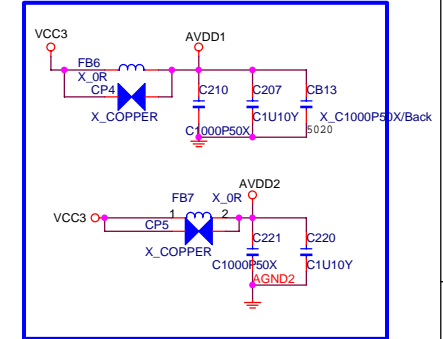 VCC3
AVDD1
FB6
X_0R
CP4
C210
C207
CB13
X_COPPER
C1U10Y
X_C1000P50X/Back
C1000P50X
5020
AVDD2
FB7
X_0R
VCC3
1
2
CP5
C221
C220
X_COPPER
C1000P50X
C1U10Y
AGND2